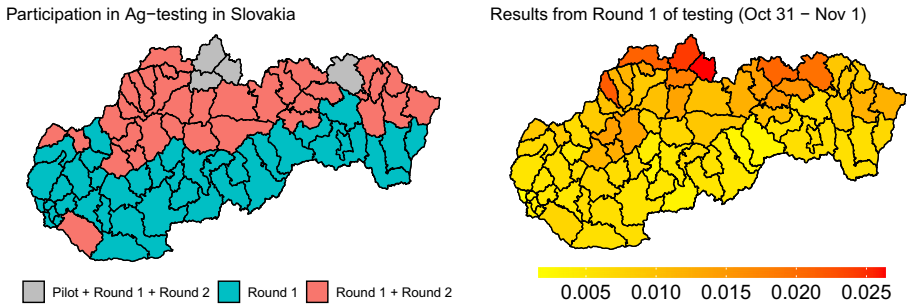 Participation in Ag−testing in Slovakia
Results from Round 1 of testing (Oct 31 − Nov 1)
Pilot + Round 1 + Round 2
Round 1
Round 1 + Round 2
0.005 0.010 0.015 0.020 0.025